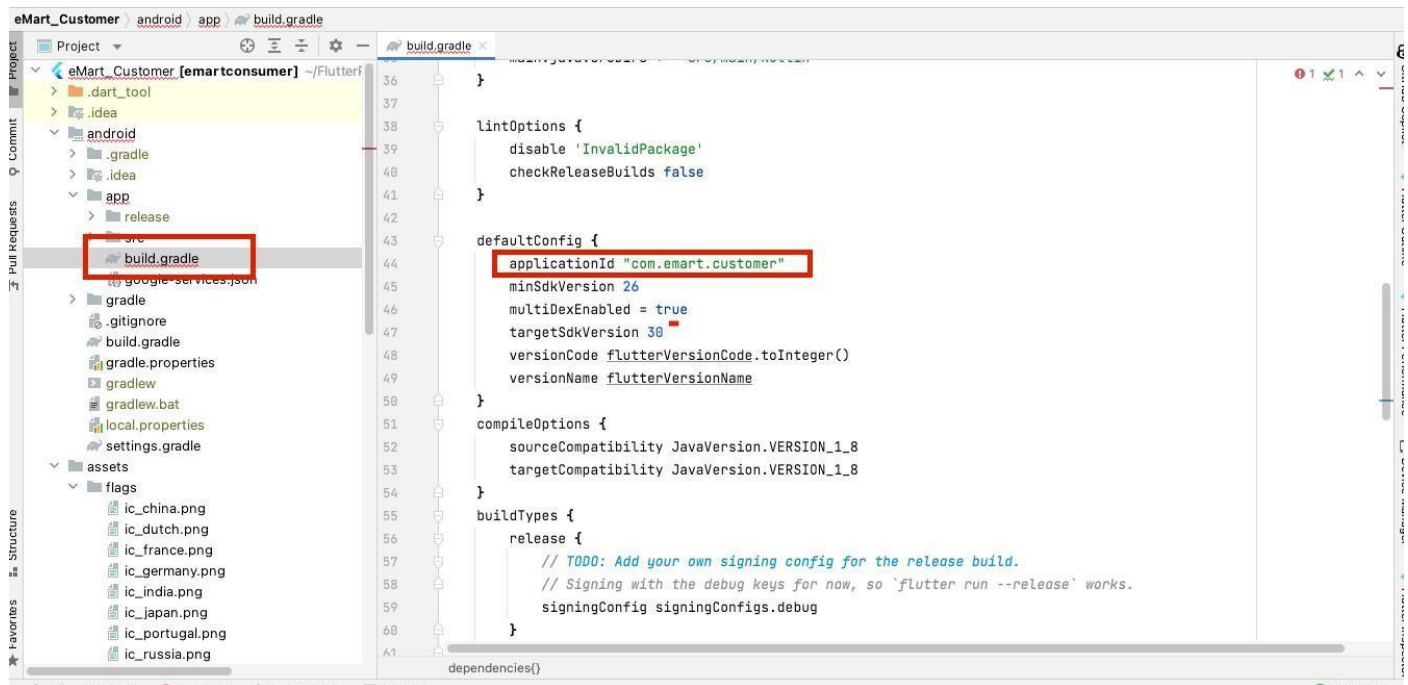 eMart_Customer android app build.gradle
Project
build.gradle
Project
Commit
Pull Requests
Structure
Favorites
eMart_Customer [emartconsumer]
.dart_tool
.idea
android
.gradle
.idea
app
release
src
build.gradle
google-services.json
gradle
.gitignore
build.gradle
gradle.properties
gradlew
gradlew.bat
local.properties
settings.gradle
assets
flags
ic_china.png
ic_dutch.png
ic_france.png
ic_germany.png
ic_india.png
ic_japan.png
ic_portugal.png
ic_russia.png
1 1
36 }
37
38 lintOptions {
39 disable 'InvalidPackage'
40 checkReleaseBuilds false
41 }
42
43 defaultConfig {
44 applicationId "com.emart.customer"
45 minSdkVersion 26
46 multiDexEnabled = true
47 targetSdkVersion 30
48 versionCode flutterVersionCode.toInteger()
49 versionName flutterVersionName
50 }
51 compileOptions {
52 sourceCompatibility JavaVersion.VERSION_1_8
53 targetCompatibility JavaVersion.VERSION_1_8
54 }
55 buildTypes {
56 release {
57 // TODO: Add your own signing config for the release build.
58 // Signing with the debug keys for now, so `flutter run --release` works.
59 signingConfig signingConfigs.debug
60 }
61
dependencies{}